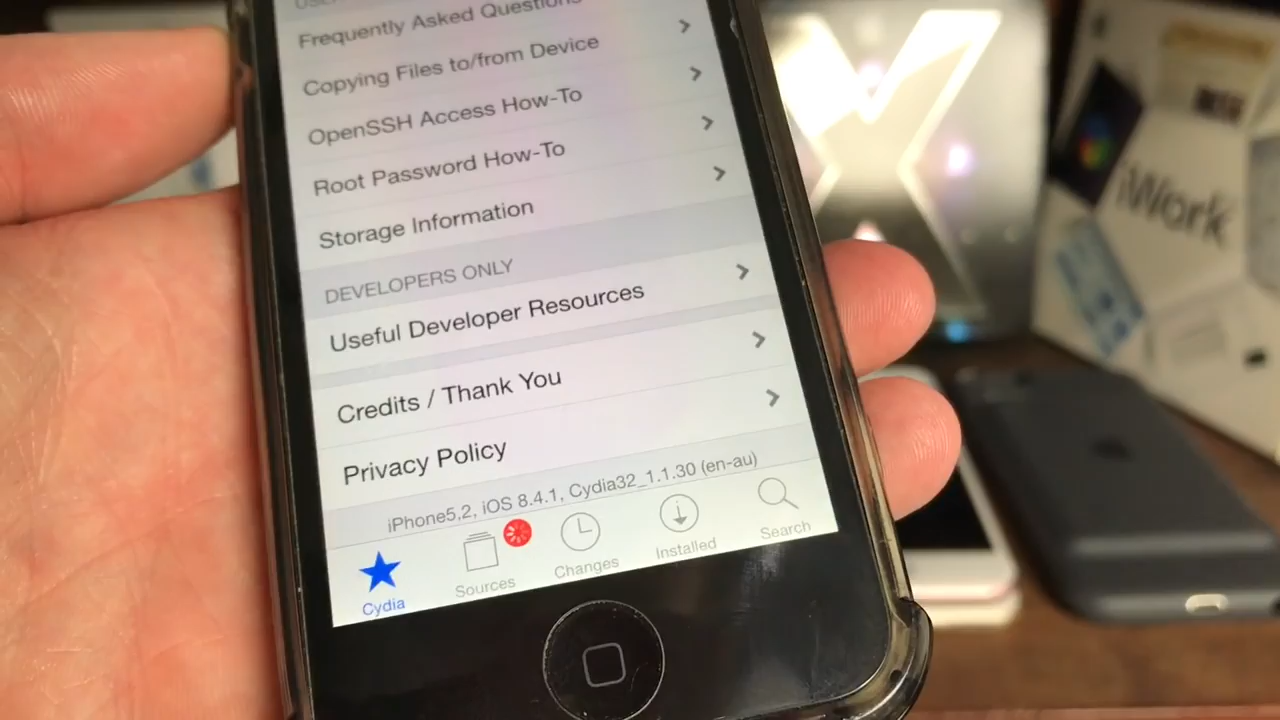 USER
Frequently Asked Questions
Copying Files to/from Device
OpenSSH Access How-To
Root Password How-To
Storage Information
DEVELOPERS ONLY
Useful Developer Resources
Credits / Thank You
Privacy Policy
iPhone5,2, iOS 8.4.1, Cydia32_1.1.30 (en-au)
Cydia
Sources
Changes
Installed
Search
X
iWork